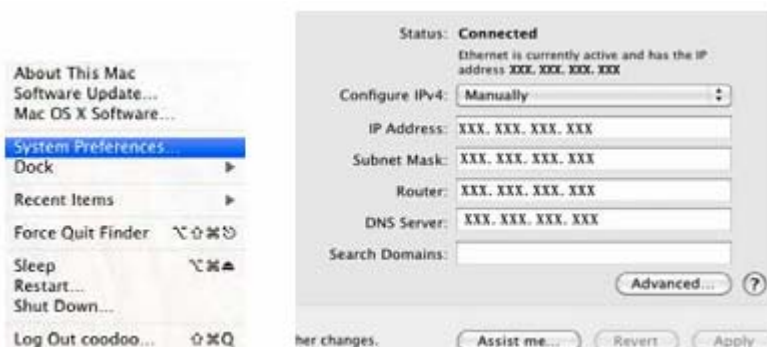 About This Mac
Software Update...
Mac OS X Software...
System Preferences...
Dock
Recent Items
Force Quit Finder ⌥⇧⌘⎋
Sleep ⌥⌘⏏
Restart...
Shut Down...
Log Out coodoo... ⇧⌘Q
Status: Connected
Ethernet is currently active and has the IP
address XXX. XXX. XXX. XXX
Configure IPv4: Manually
IP Address: XXX. XXX. XXX. XXX
Subnet Mask: XXX. XXX. XXX. XXX
Router: XXX. XXX. XXX. XXX
DNS Server: XXX. XXX. XXX. XXX
Search Domains:
Advanced... ?
her changes. Assist me... Revert Apply